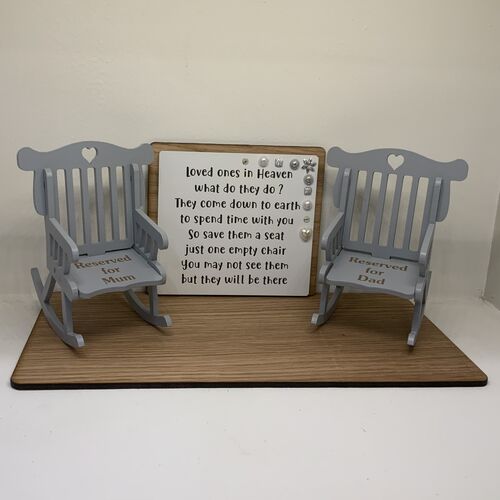 Loved ones in Heaven
what do they do ?
They come down to earth
to spend time with you
So save them a seat
just one empty chair
You may not see them
but they will be there
Reserved
for
Mum
Reserved
for
Dad